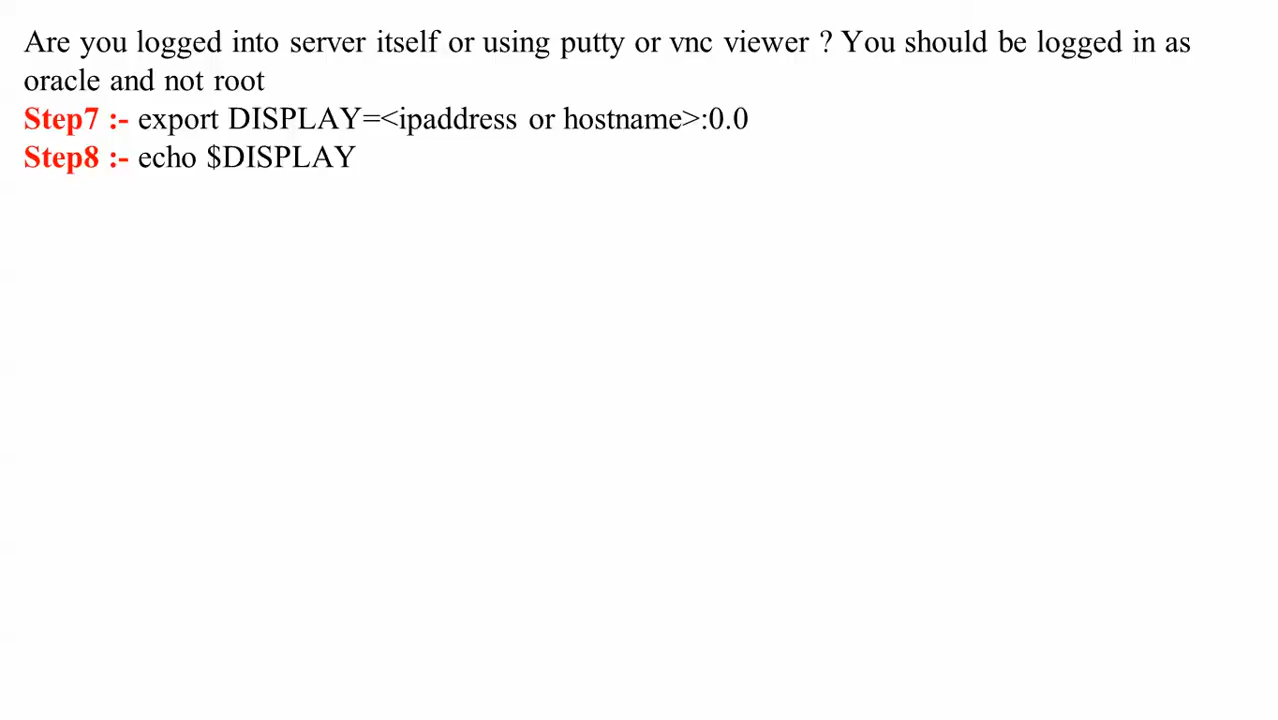 Are you logged into server itself or using putty or vnc viewer ? You should be logged in as
oracle and not root
Step7 :- export DISPLAY=<ipaddress or hostname>:0.0
Step8 :- echo $DISPLAY